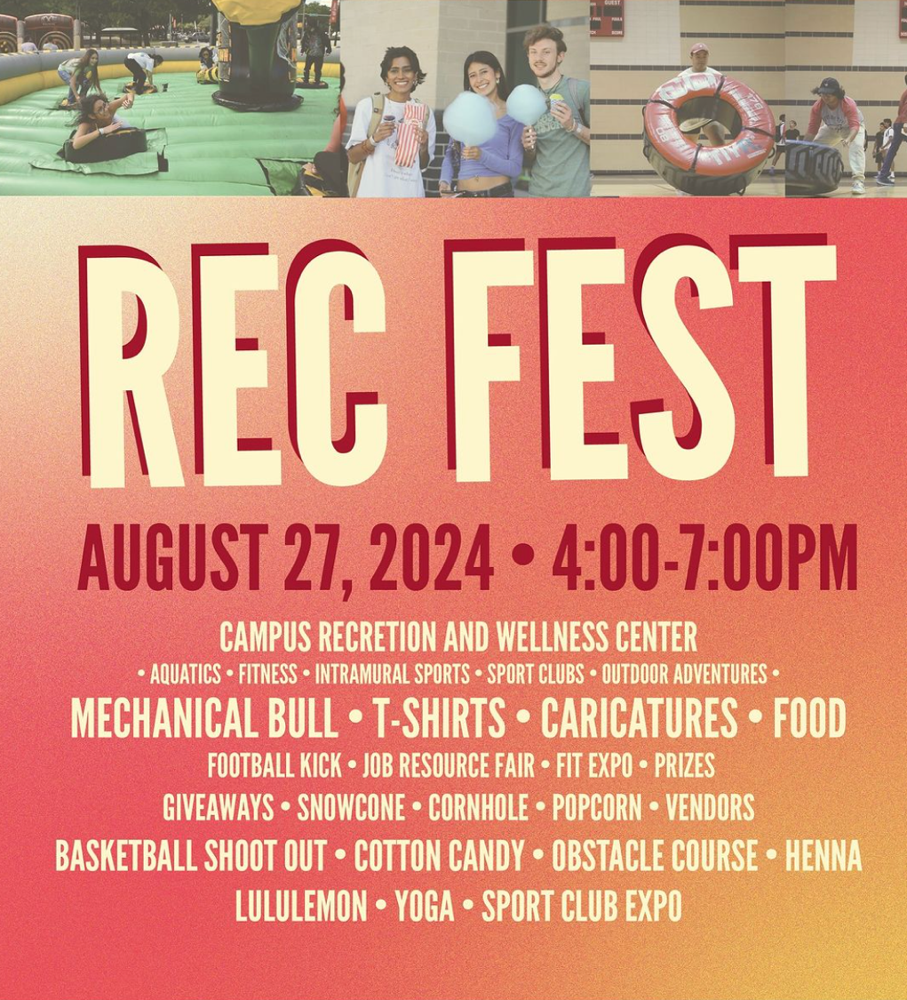 GUEST
REC FEST
AUGUST 27, 2024 • 4:00-7:00PM
CAMPUS RECRETION AND WELLNESS CENTER
• AQUATICS • FITNESS • INTRAMURAL SPORTS • SPORT CLUBS • OUTDOOR ADVENTURES •
MECHANICAL BULL • T-SHIRTS • CARICATURES • FOOD
FOOTBALL KICK • JOB RESOURCE FAIR • FIT EXPO • PRIZES
GIVEAWAYS • SNOWCONE • CORNHOLE • POPCORN • VENDORS
BASKETBALL SHOOT OUT • COTTON CANDY • OBSTACLE COURSE • HENNA
LULULEMON • YOGA • SPORT CLUB EXPO